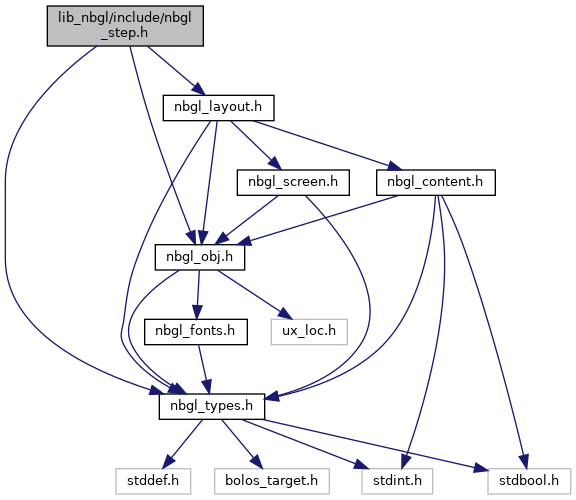 lib_nbgl/include/nbgl
_step.h
nbgl_layout.h
nbgl_screen.h
nbgl_content.h
nbgl_obj.h
nbgl_fonts.h
ux_loc.h
nbgl_types.h
stddef.h
bolos_target.h
stdint.h
stdbool.h